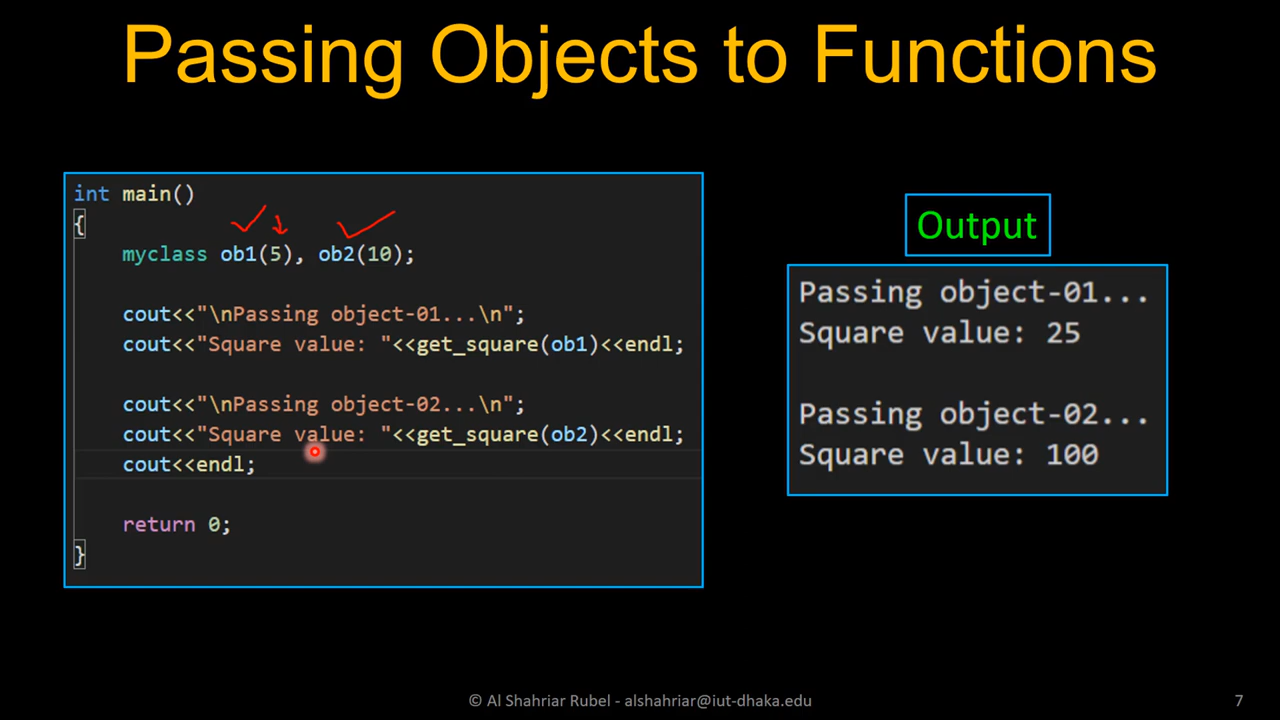 Passing Objects to Functions
int main()
{
myclass ob1(5), ob2(10);
cout<<"\nPassing object-01...\n";
cout<<"Square value: "<<get_square(ob1)<<endl;
cout<<"\nPassing object-02...\n";
cout<<"Square value: "<<get_square(ob2)<<endl;
cout<<endl;
return 0;
}
Output
Passing object-01...
Square value: 25
Passing object-02...
Square value: 100
© Al Shahriar Rubel - alshahriar@iut-dhaka.edu
7